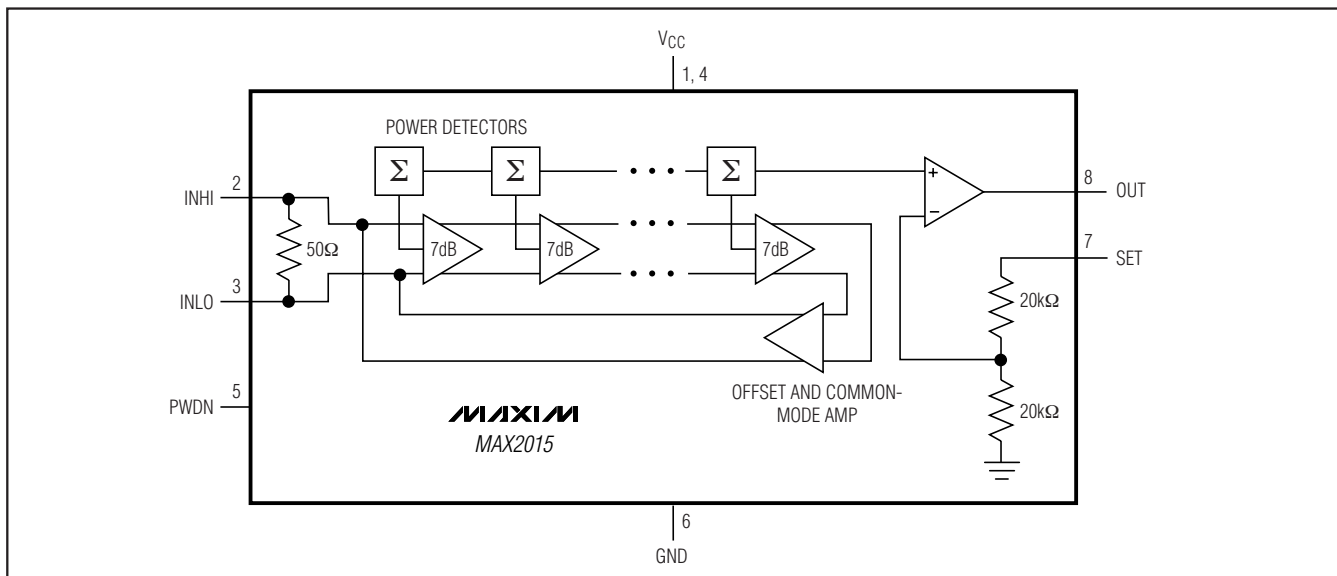 VCC
1, 4
POWER DETECTORS
Σ Σ • • • Σ
2
INHI
8
OUT
+
−
7dB 7dB • • • 7dB
50Ω
• • •
7
SET
3
INLO
20kΩ
OFFSET AND COMMON-
MODE AMP
5
PWDN
20kΩ
MAXIM
MAX2015
6
GND